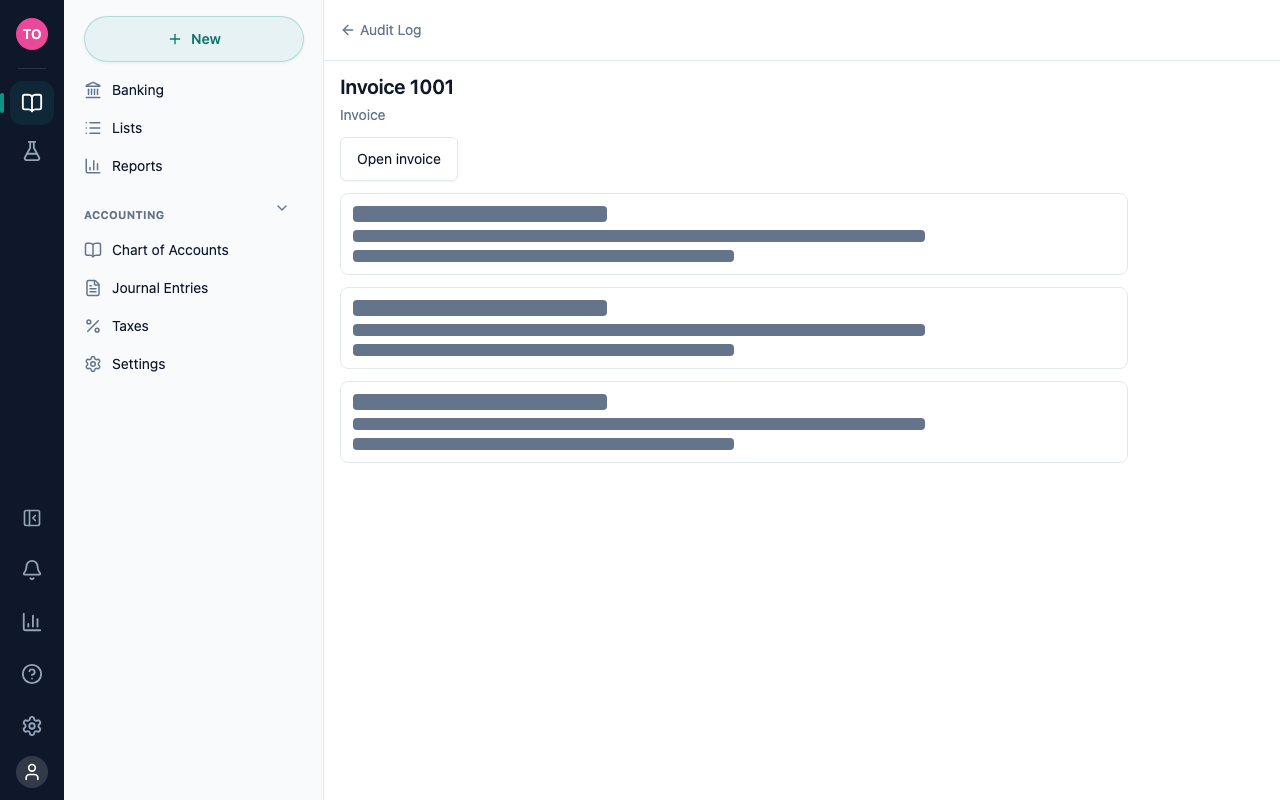 TO
New
Banking
Lists
Reports
ACCOUNTING
Chart of Accounts
Journal Entries
Taxes
Settings
Audit Log
Invoice 1001
Invoice
Open invoice